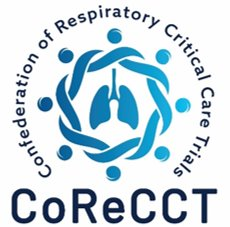 Confederation of Respiratory Critical Care Trials
CoReCCT